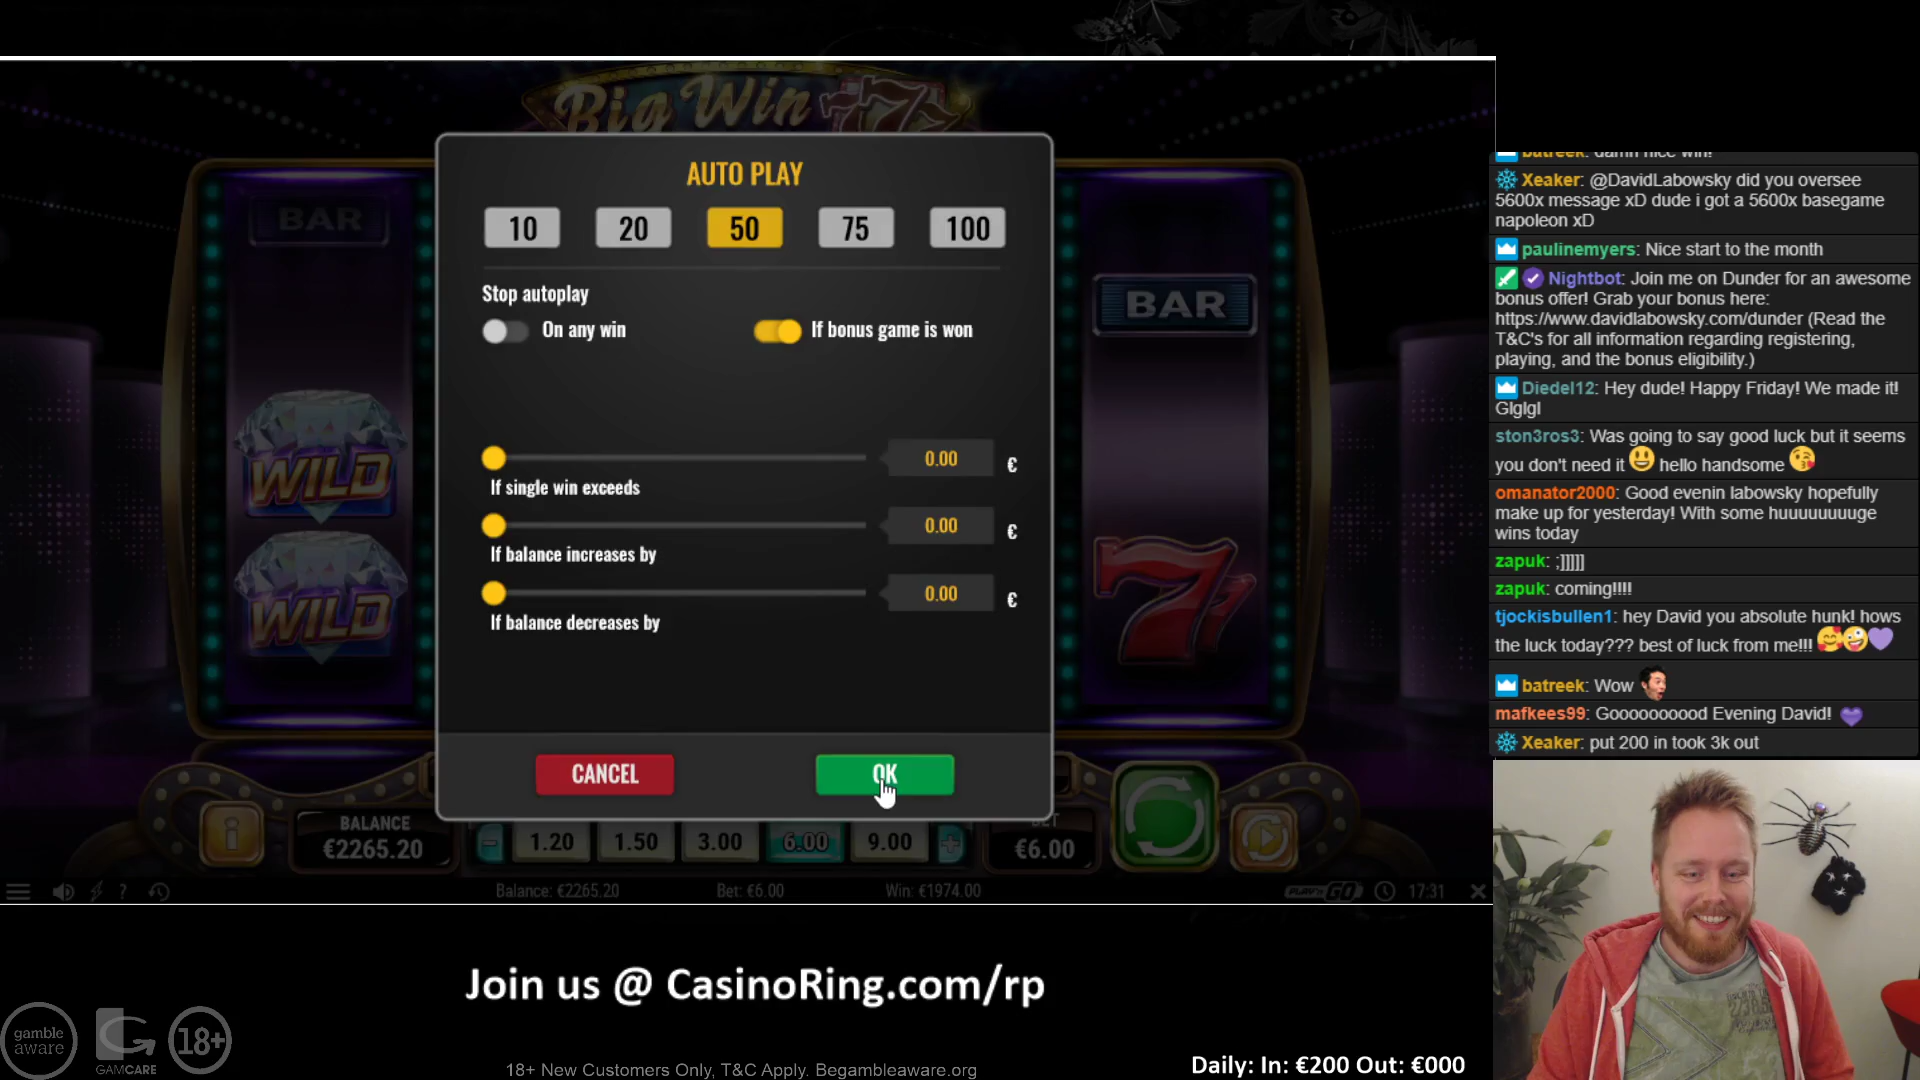 Big Win 777
AUTO PLAY
10 20 50 75 100
Stop autoplay
On any win
If bonus game is won
0.00 €
If single win exceeds
0.00 €
If balance increases by
0.00 €
If balance decreases by
CANCEL OK
BAR
WILD
WILD
BAR
7
BALANCE
€2265.20
- 1.20 1.50 3.00 6.00 9.00 +
BET
€6.00
? Balance: €2265.20 Bet: €6.00 Win: €1974.00 PLAY'n GO 17:31
batreek: damn nice win!
Xeaker: @DavidLabowsky did you oversee
5600x message xD dude i got a 5600x basegame
napoleon xD
paulinemyers: Nice start to the month
Nightbot: Join me on Dunder for an awesome
bonus offer! Grab your bonus here:
https://www.davidlabowsky.com/dunder (Read the
T&C's for all information regarding registering,
playing, and the bonus eligibility.)
Diedel12: Hey dude! Happy Friday! We made it!
Glglgl
ston3ros3: Was going to say good luck but it seems
you don't need it 😃 hello handsome 😘
omanator2000: Good evenin labowsky hopefully
make up for yesterday! With some huuuuuuuuge
wins today
zapuk: ;]]]]]
zapuk: coming!!!!
tjockisbullen1: hey David you absolute hunk! hows
the luck today??? best of luck from me!!! 🥰🤪💜
batreek: Wow
mafkees99: Goooooooood Evening David! 💜
Xeaker: put 200 in took 3k out
Join us @ CasinoRing.com/rp
gamble
aware
GAMCARE
18+
18+ New Customers Only, T&C Apply. Begambleaware.org
Daily: In: €200 Out: €000